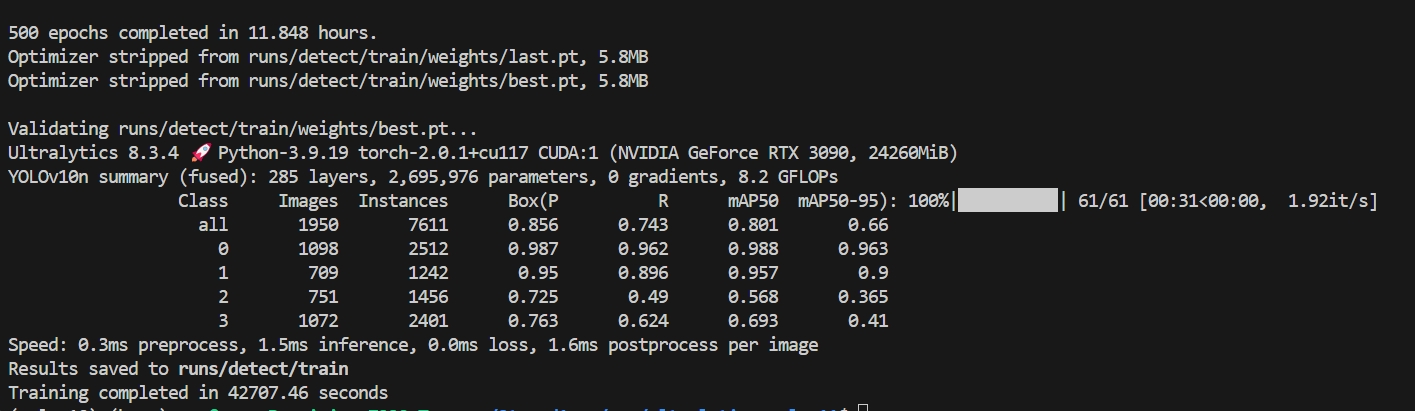 500 epochs completed in 11.848 hours.
Optimizer stripped from runs/detect/train/weights/last.pt, 5.8MB
Optimizer stripped from runs/detect/train/weights/best.pt, 5.8MB
Validating runs/detect/train/weights/best.pt...
Ultralytics 8.3.4 🚀 Python-3.9.19 torch-2.0.1+cu117 CUDA:1 (NVIDIA GeForce RTX 3090, 24260MiB)
YOLOv10n summary (fused): 285 layers, 2,695,976 parameters, 0 gradients, 8.2 GFLOPs
Class Images Instances Box(P R mAP50 mAP50-95): 100%|██████████| 61/61 [00:31<00:00, 1.92it/s]
all 1950 7611 0.856 0.743 0.801 0.66
0 1098 2512 0.987 0.962 0.988 0.963
1 709 1242 0.95 0.896 0.957 0.9
2 751 1456 0.725 0.49 0.568 0.365
3 1072 2401 0.763 0.624 0.693 0.41
Speed: 0.3ms preprocess, 1.5ms inference, 0.0ms loss, 1.6ms postprocess per image
Results saved to runs/detect/train
Training completed in 42707.46 seconds